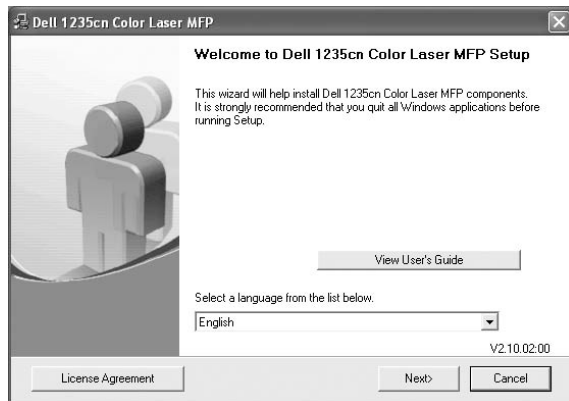 Dell 1235cn Color Laser MFP
Welcome to Dell 1235cn Color Laser MFP Setup
This wizard will help install Dell 1235cn Color Laser MFP components.
It is strongly recommended that you quit all Windows applications before
running Setup.
View User's Guide
Select a language from the list below.
English
V2.10.02:00
License Agreement
Next>
Cancel